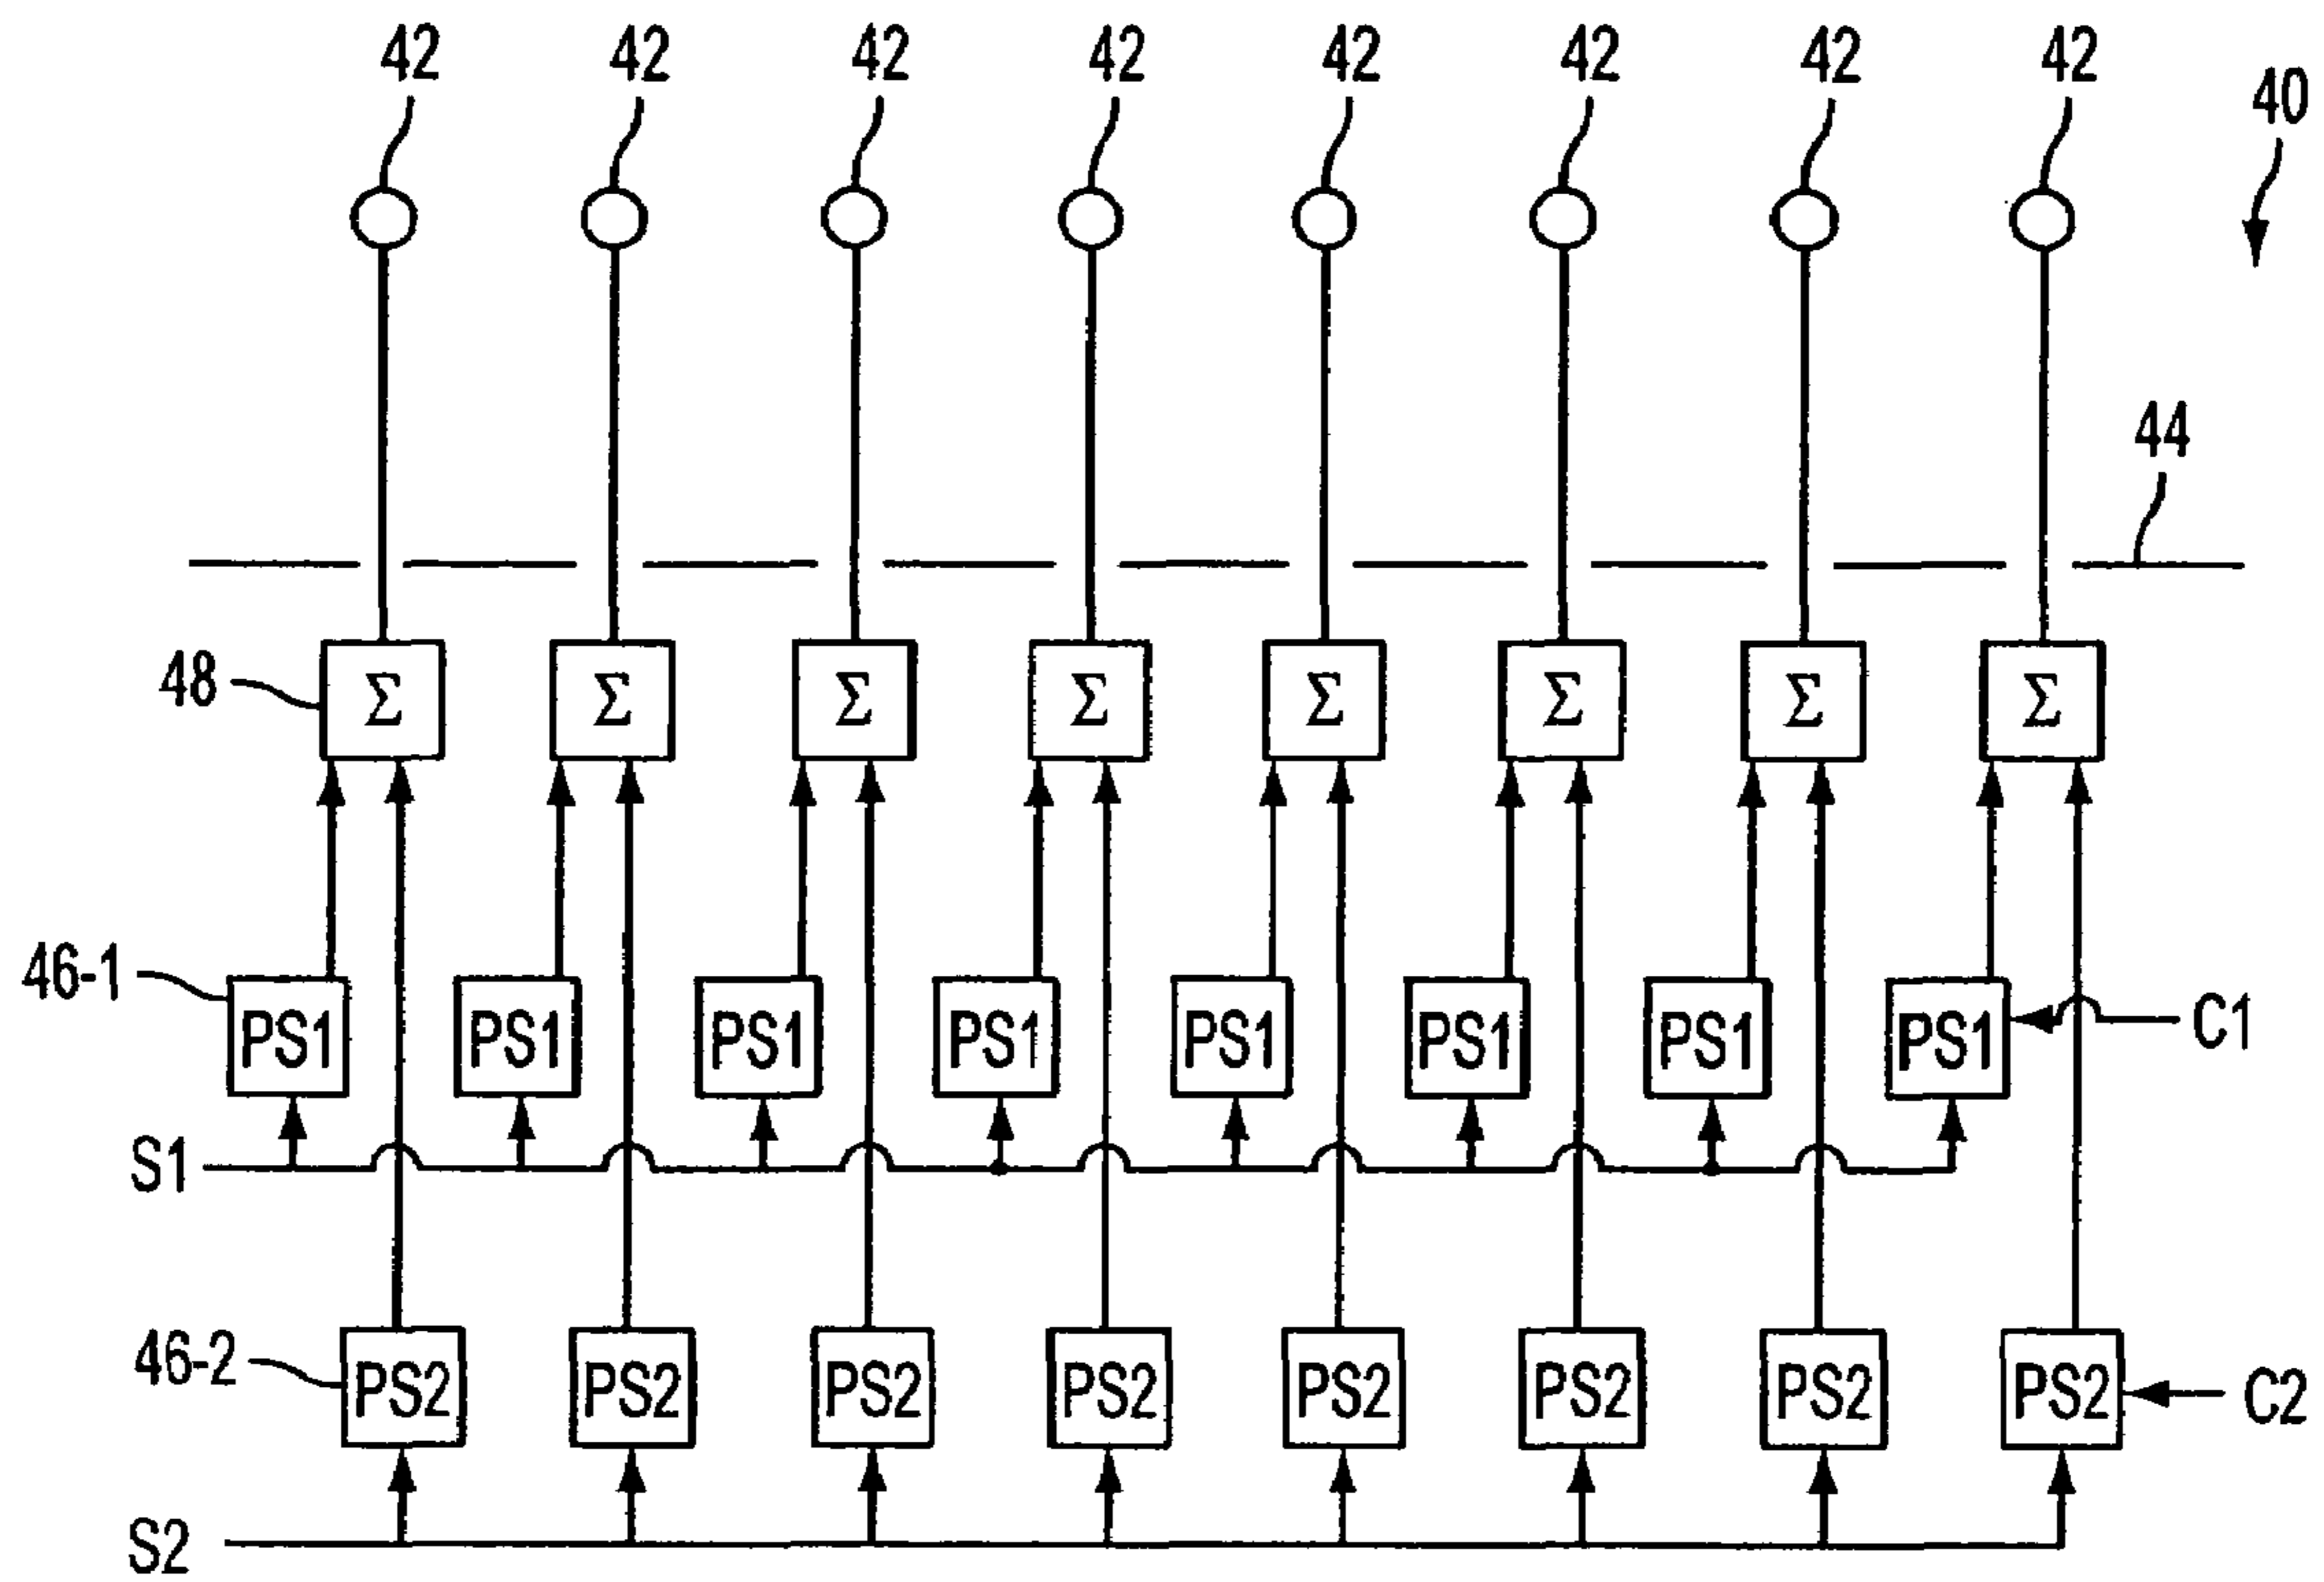 42 42 42 42 42 42 42 42
40
44
48 Σ Σ Σ Σ Σ Σ Σ Σ
46-1 PS1 PS1 PS1 PS1 PS1 PS1 PS1 PS1 C1
S1
46-2 PS2 PS2 PS2 PS2 PS2 PS2 PS2 PS2 C2
S2